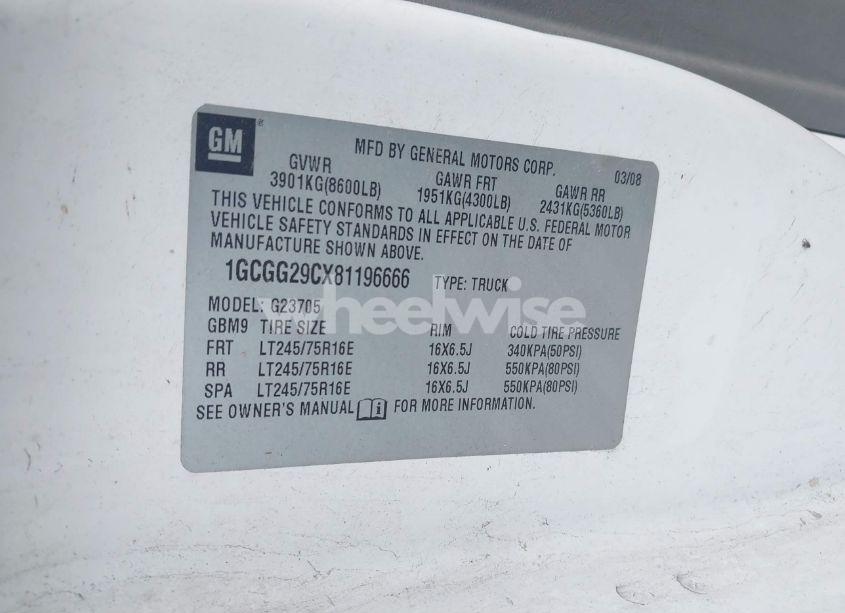 GM
MFD BY GENERAL MOTORS CORP. 03/08
GVWR GAWR FRT GAWR RR
3901KG(8600LB) 1951KG(4300LB) 2431KG(5360LB)
THIS VEHICLE CONFORMS TO ALL APPLICABLE U.S. FEDERAL MOTOR
VEHICLE SAFETY STANDARDS IN EFFECT ON THE DATE OF
MANUFACTURE SHOWN ABOVE.
1GCGG29CX81196666 TYPE: TRUCK
MODEL: G23705
wheelwise
GBM9 TIRE SIZE RIM COLD TIRE PRESSURE
FRT LT245/75R16E 16X6.5J 340KPA(50PSI)
RR LT245/75R16E 16X6.5J 550KPA(80PSI)
SPA LT245/75R16E 16X6.5J 550KPA(80PSI)
SEE OWNER'S MANUAL i FOR MORE INFORMATION.